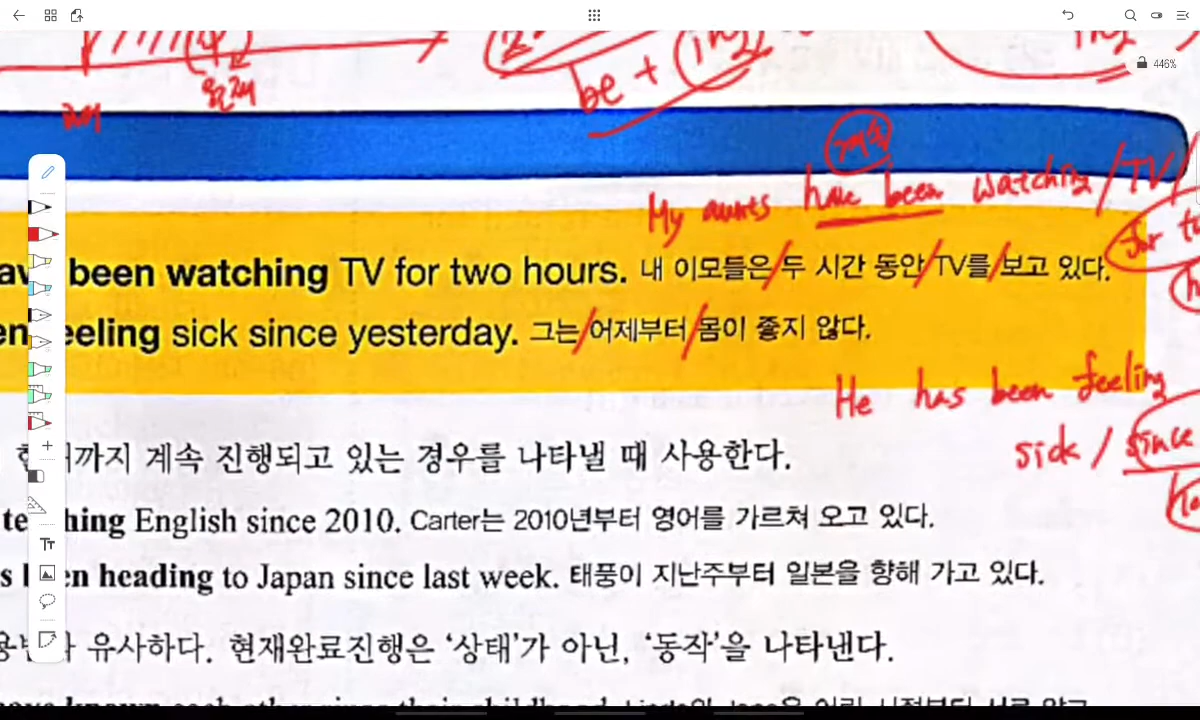 446%
be +
My aunts have been watching / TV /
been watching TV for two hours. 내 이모들은/두 시간 동안/TV를/보고 있다.
eeling sick since yesterday. 그는/어제부터/몸이 좋지 않다.
He has been feeling
sick / since
까지 계속 진행되고 있는 경우를 나타낼 때 사용한다.
hing English since 2010. Carter는 2010년부터 영어를 가르쳐 오고 있다.
en heading to Japan since last week. 태풍이 지난주부터 일본을 향해 가고 있다.
유사하다. 현재완료진행은 ‘상태’가 아닌, ‘동작’을 나타낸다.